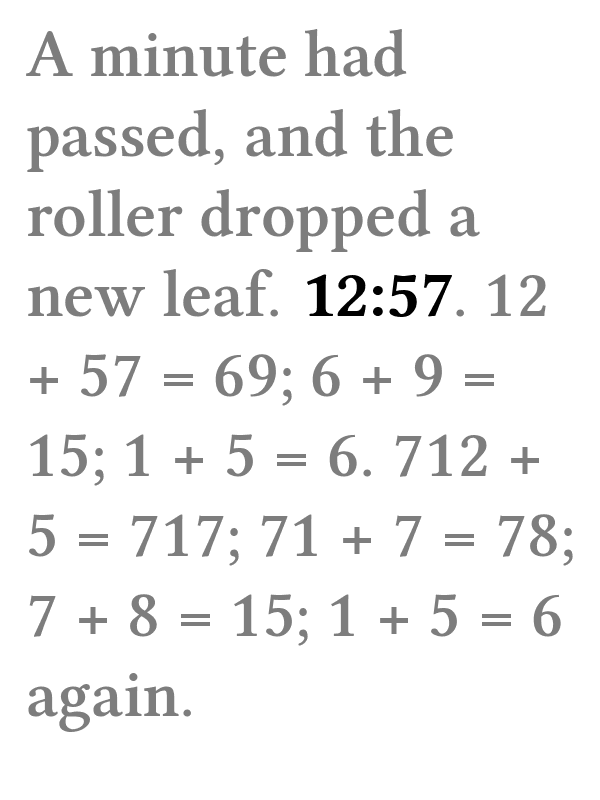 A minute had
passed, and the
roller dropped a
new leaf. 12:57. 12
+ 57 = 69; 6 + 9 =
15; 1 + 5 = 6. 712 +
5 = 717; 71 + 7 = 78;
7 + 8 = 15; 1 + 5 = 6
again.